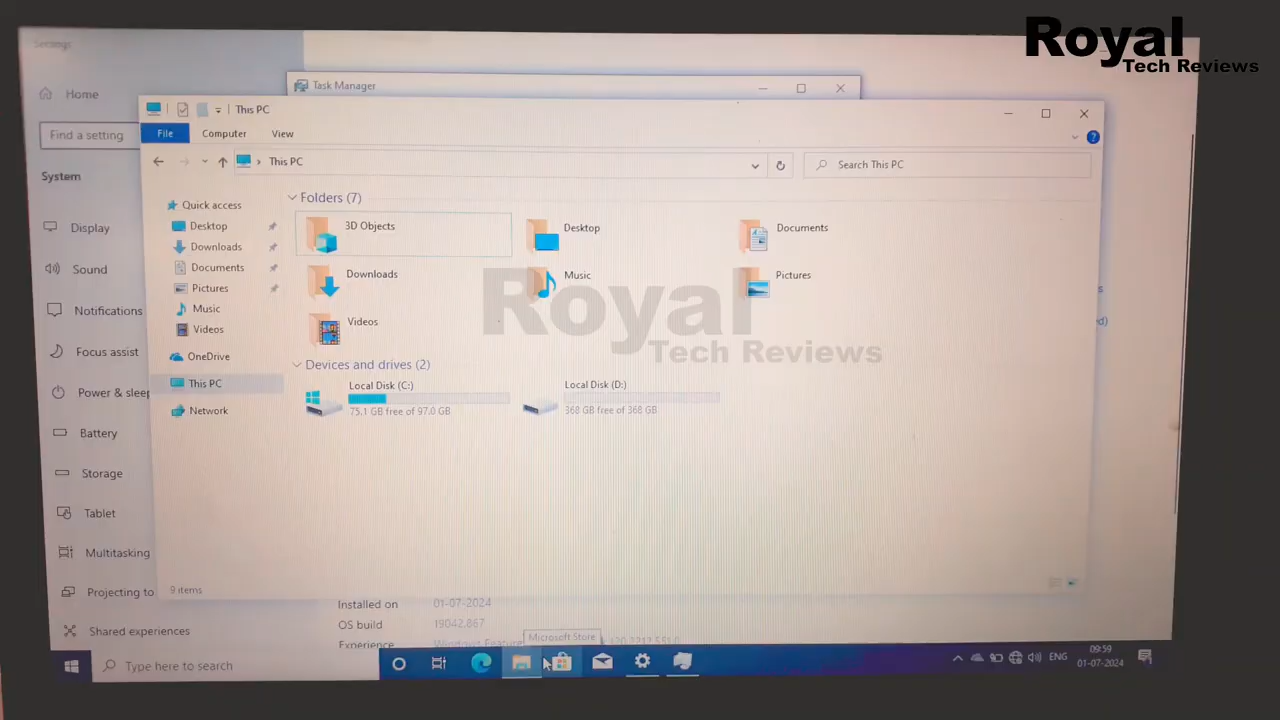 Royal
Tech Reviews
Settings
Home
Find a setting
System
Display
Sound
Notifications
Focus assist
Power & sleep
Battery
Storage
Tablet
Multitasking
Projecting to
Shared experiences
Task Manager
This PC
File
Computer
View
This PC
Search This PC
Quick access
Desktop
Downloads
Documents
Pictures
Music
Videos
OneDrive
This PC
Network
Folders (7)
3D Objects
Desktop
Documents
Downloads
Music
Pictures
Videos
Royal
Tech Reviews
Devices and drives (2)
Local Disk (C:)
75.1 GB free of 97.0 GB
Local Disk (D:)
368 GB free of 368 GB
9 items
Installed on 01-07-2024
OS build 19042.867
Experience
Microsoft Store
Type here to search
ENG
09:59
01-07-2024